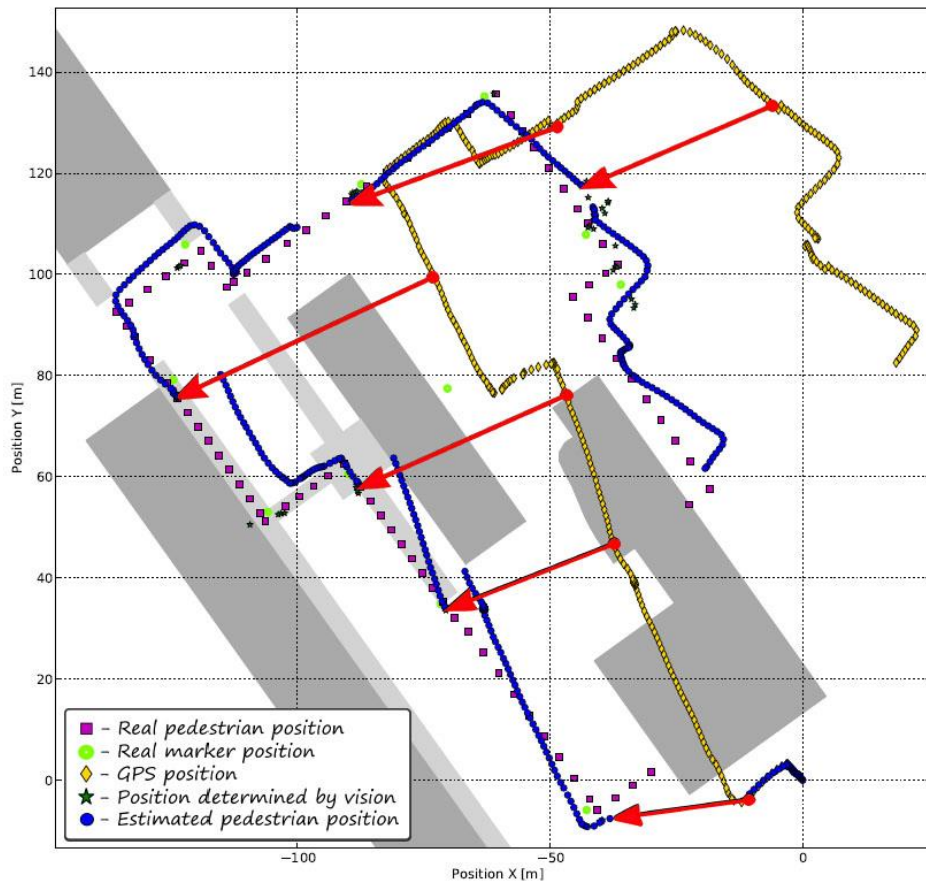 140
120
100
80
60
40
20
0
Position Y [m]
- Real pedestrian position
- Real marker position
- GPS position
- Position determined by vision
- Estimated pedestrian position
−100
−50
0
Position X [m]